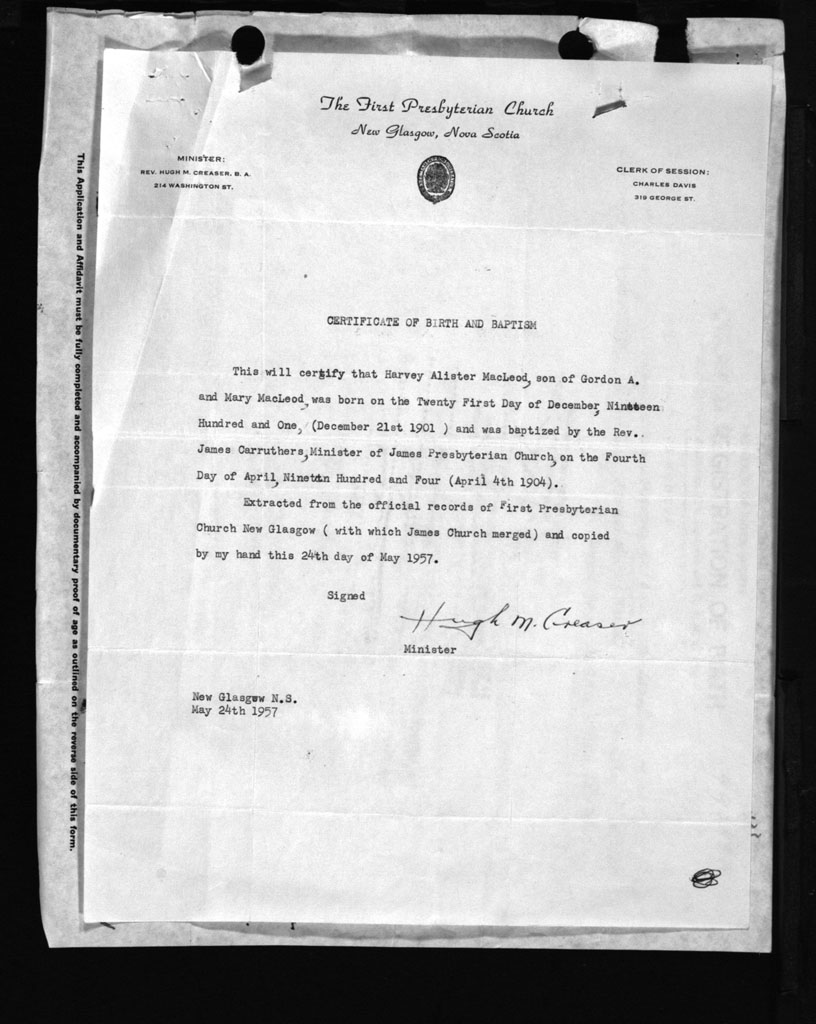 The First Presbyterian Church
New Glasgow, Nova Scotia
MINISTER:
REV. HUGH M. CREASER, B. A.
214 WASHINGTON ST.
CLERK OF SESSION:
CHARLES DAVIS
319 GEORGE ST.
CERTIFICATE OF BIRTH AND BAPTISM
This will certify that Harvey Alister MacLeod, son of Gordon A.
and Mary MacLeod, was born on the Twenty First Day of December, Nineteen
Hundred and One, (December 21st 1901 ) and was baptized by the Rev.
James Carruthers, Minister of James Presbyterian Church, on the Fourth
Day of April, Ninetln Hundred and Four (April 4th 1904).
Extracted from the official records of First Presbyterian
Church New Glasgow ( with which James Church merged) and copied
by my hand this 24th day of May 1957.
Signed
Hugh M. Creaser
Minister
New Glasgow N.S.
May 24th 1957
This Application and Affidavit must be fully completed and accompanied by documentary proof of age as outlined on the reverse side of this form.